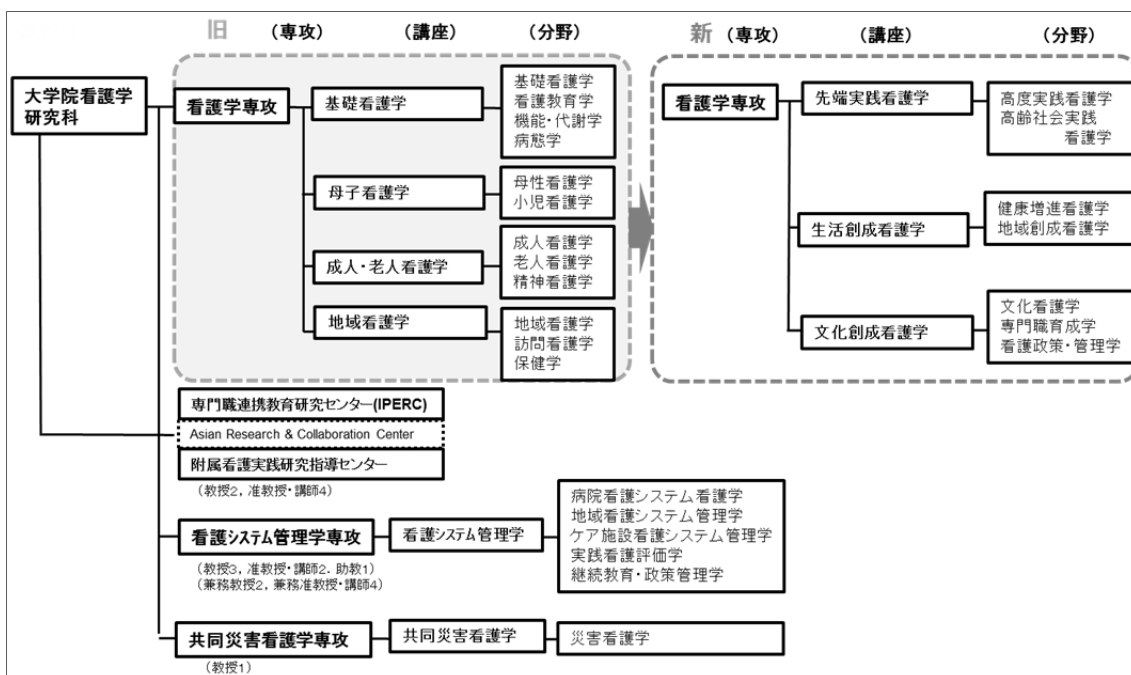 旧 (専攻) (講座) (分野) 新 (専攻) (講座) (分野)
大学院看護学
研究科
看護学専攻
基礎看護学
基礎看護学
看護教育学
機能・代謝学
病態学
母子看護学
母性看護学
小児看護学
成人・老人看護学
成人看護学
老人看護学
精神看護学
地域看護学
地域看護学
訪問看護学
保健学
看護学専攻
先端実践看護学
高度実践看護学
高齢社会実践
看護学
生活創成看護学
健康増進看護学
地域創成看護学
文化創成看護学
文化看護学
専門職育成学
看護政策・管理学
専門職連携教育研究センター(IPERC)
Asian Research & Collaboration Center
附属看護実践研究指導センター
(教授2, 准教授・講師4)
看護システム管理学専攻
看護システム管理学
病院看護システム看護学
地域看護システム管理学
ケア施設看護システム管理学
実践看護評価学
継続教育・政策管理学
(教授3, 准教授・講師2. 助教1)
(兼務教授2, 兼務准教授・講師4)
共同災害看護学専攻
共同災害看護学
災害看護学
(教授1)